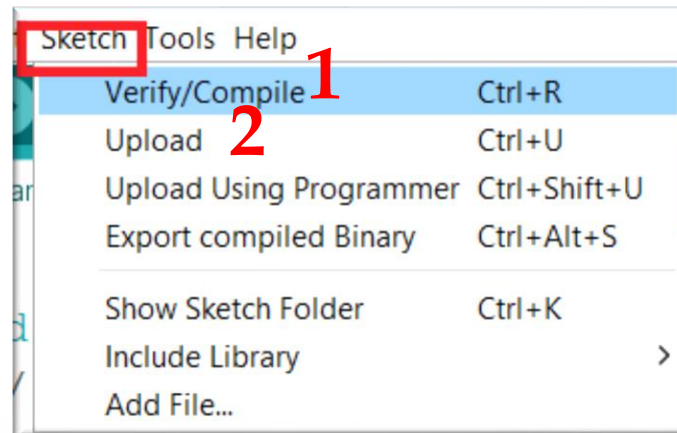 Sketch Tools Help
Verify/Compile 1 Ctrl+R
Upload 2 Ctrl+U
Upload Using Programmer Ctrl+Shift+U
Export compiled Binary Ctrl+Alt+S
Show Sketch Folder Ctrl+K
Include Library >
Add File...